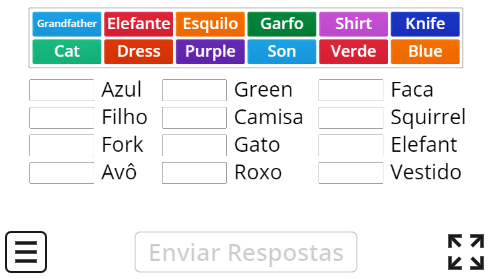 Grandfather Elefante Esquilo Garfo Shirt Knife
Cat Dress Purple Son Verde Blue
Azul Green Faca
Filho Camisa Squirrel
Fork Gato Elefant
Avô Roxo Vestido
Enviar Respostas